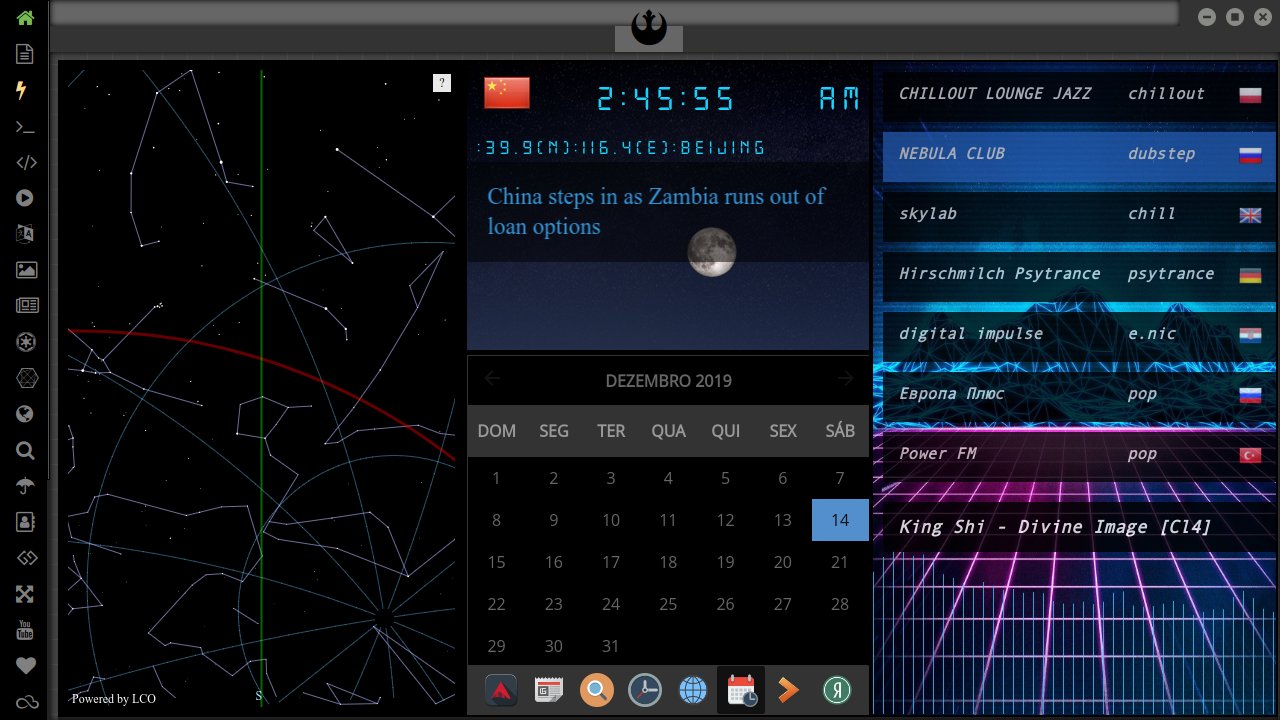 ?
Powered by LCO
S
2:45:55 AM
:39.9(N):116.4(E):BEIJING
China steps in as Zambia runs out of
loan options
DEZEMBRO 2019
DOM SEG TER QUA QUI SEX SÁB
1 2 3 4 5 6 7
8 9 10 11 12 13 14
15 16 17 18 19 20 21
22 23 24 25 26 27 28
29 30 31
CHILLOUT LOUNGE JAZZ chillout
NEBULA CLUB dubstep
skylab chill
Hirschmilch Psytrance psytrance
digital impulse e.nic
Европа Плюс pop
Power FM pop
King Shi - Divine Image [Cl4]
You
Tube
Я